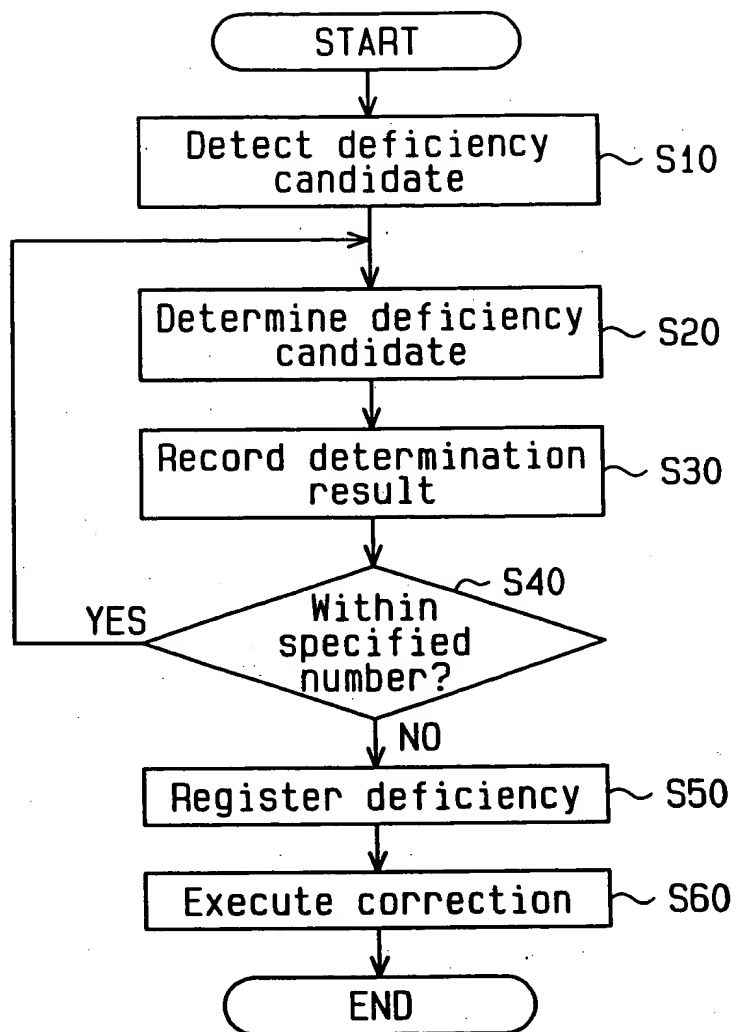 START
Detect deficiency
candidate
S10
Determine deficiency
candidate
S20
Record determination
result
S30
S40
Within
specified
number?
YES
NO
Register deficiency
S50
Execute correction
S60
END